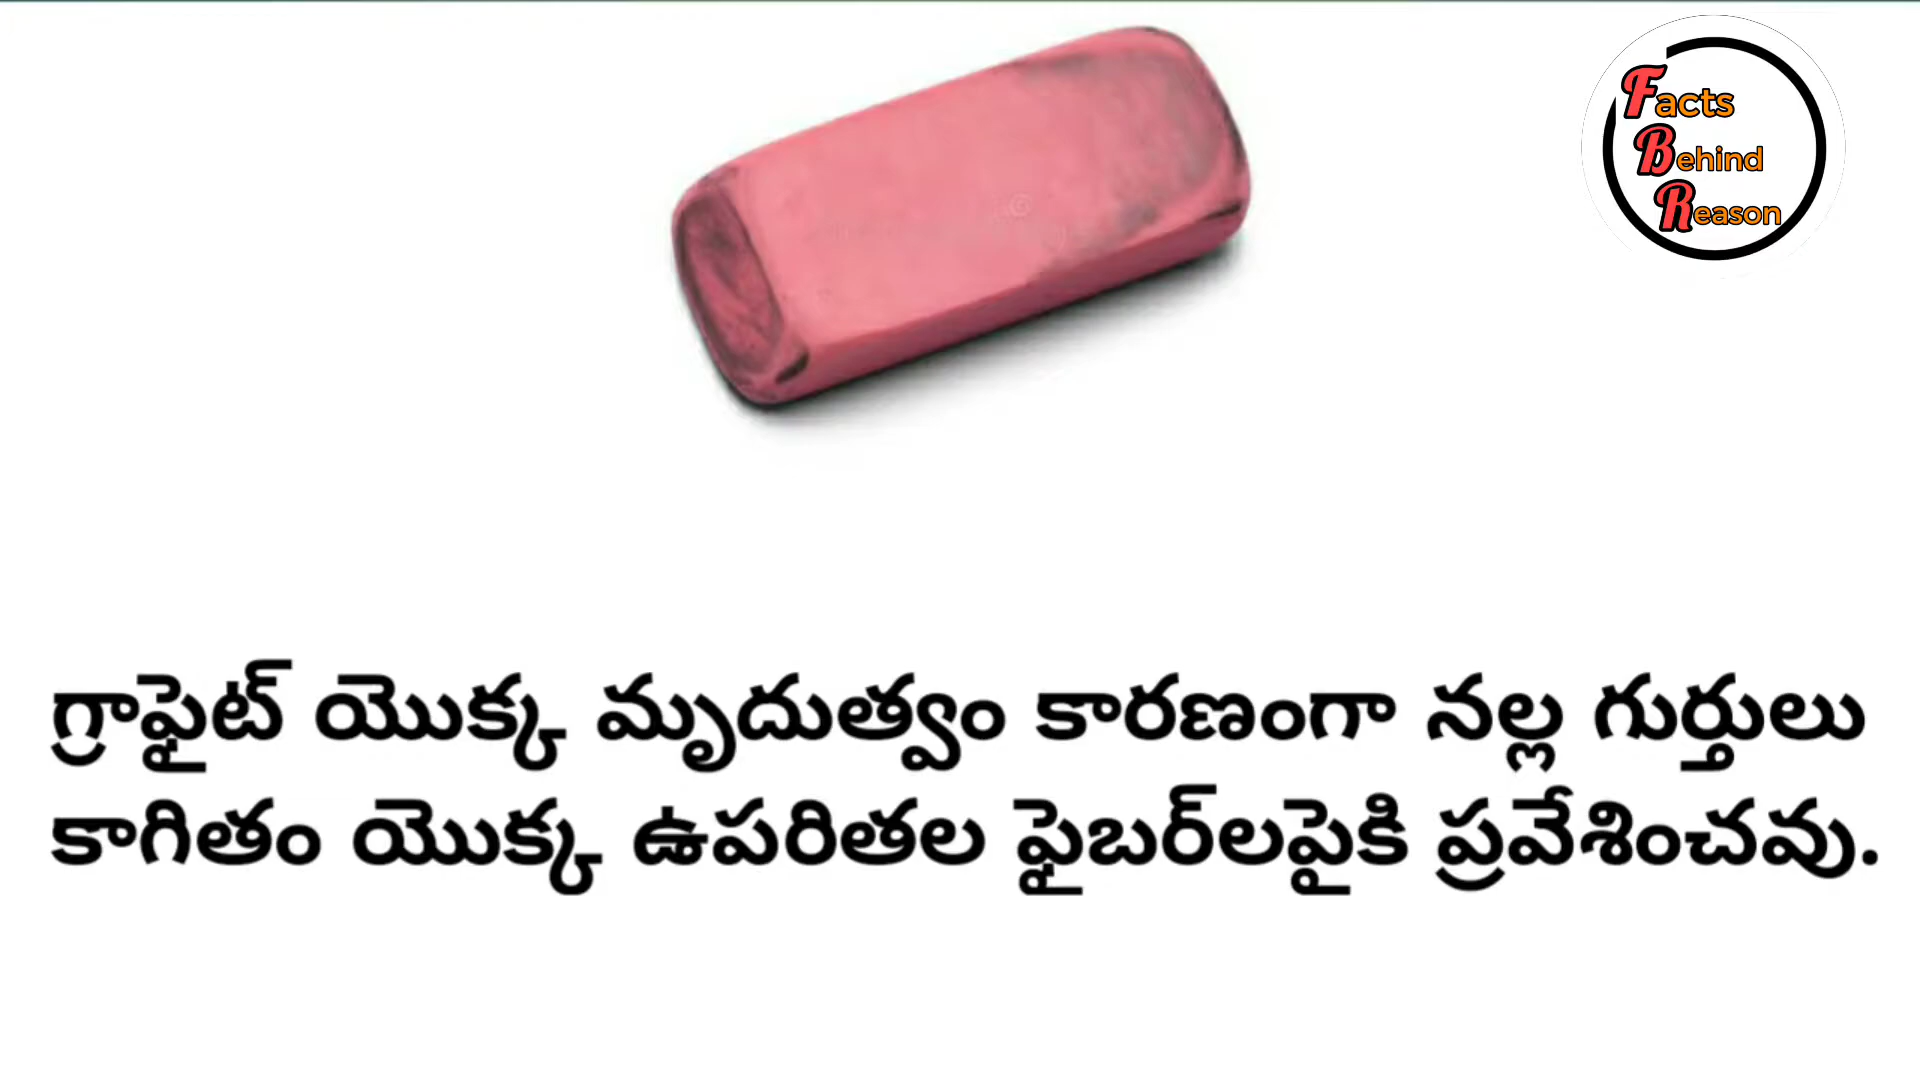 Facts
Behind
Reason
గ్రాఫైట్ యొక్క మృదుత్వం కారణంగా నల్ల గుర్తులు
కాగితం యొక్క ఉపరితల ఫైబర్‌లపైకి ప్రవేశించవు.